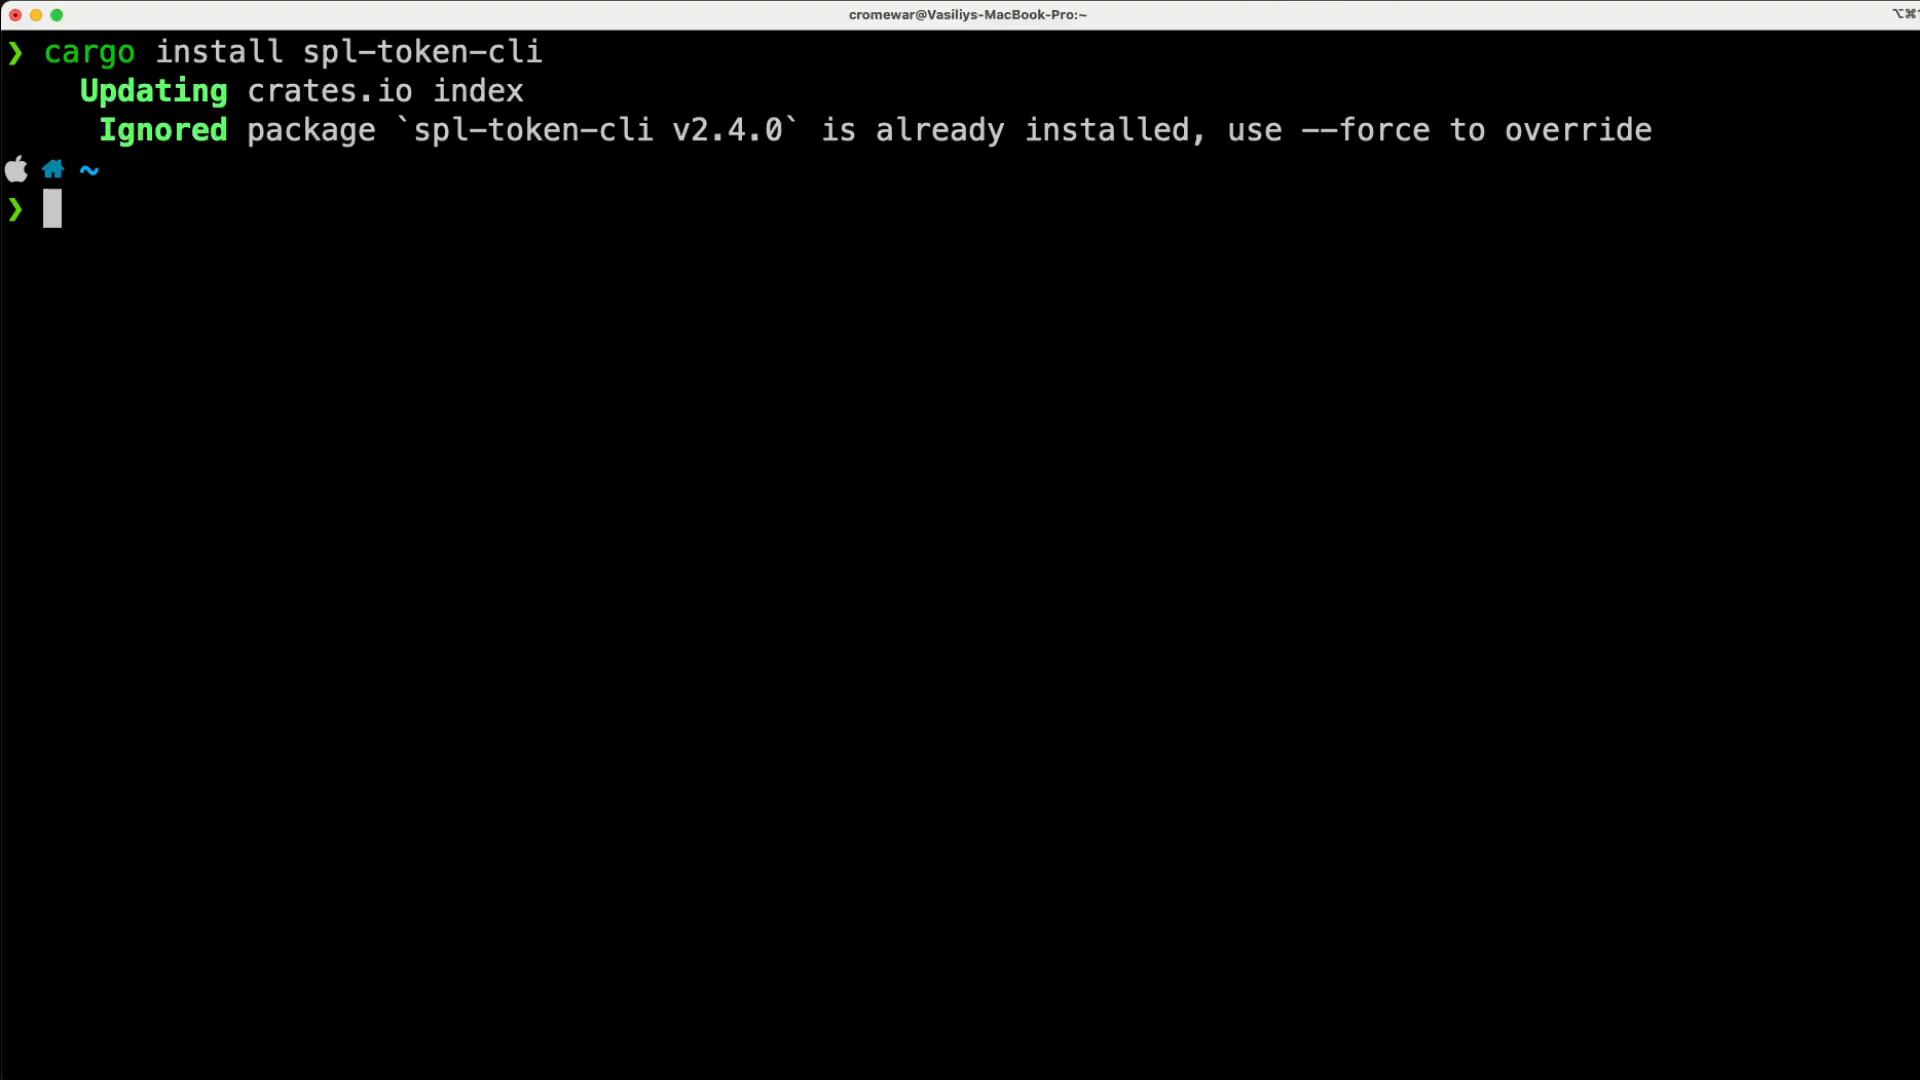 cromewar@Vasiliys-MacBook-Pro:~
⌥⌘1
❯ cargo install spl-token-cli
Updating crates.io index
Ignored package `spl-token-cli v2.4.0` is already installed, use --force to override
~
❯